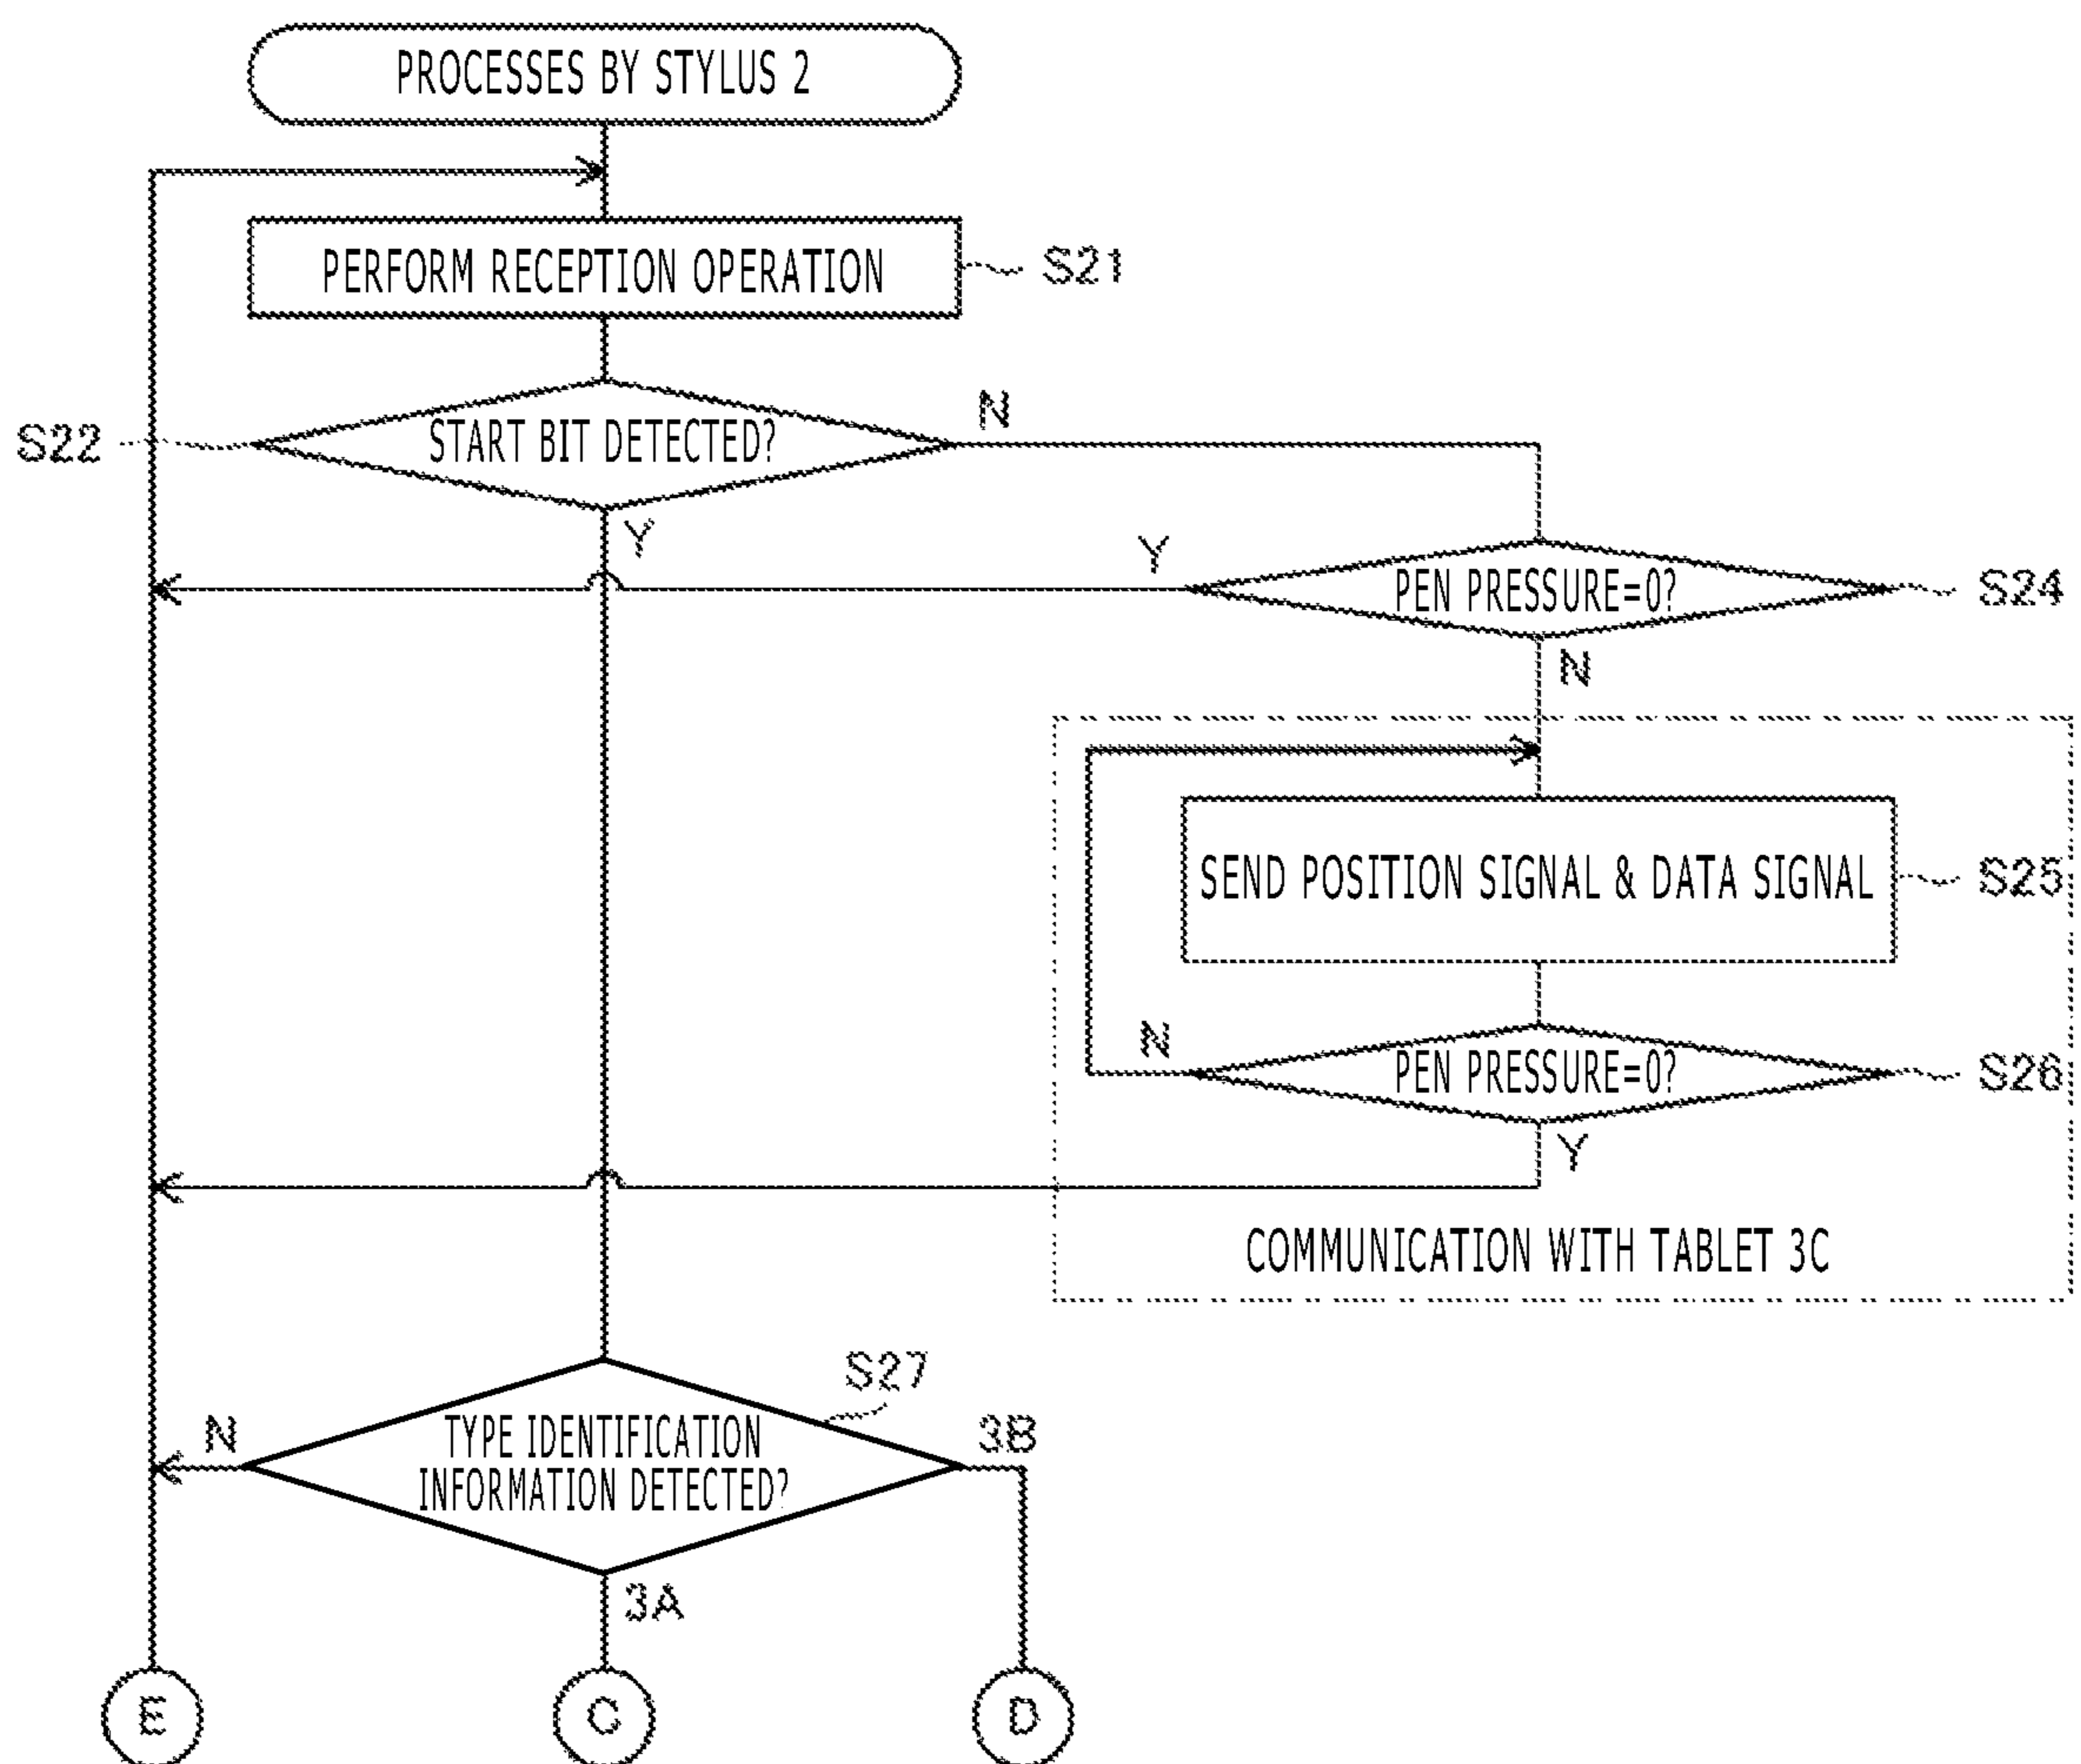 PROCESSES BY STYLUS 2
PERFORM RECEPTION OPERATION
S21
N
S22
START BIT DETECTED?
Y
Y
PEN PRESSURE=0?
S24
N
SEND POSITION SIGNAL & DATA SIGNAL
S25
N
PEN PRESSURE=0?
S26
Y
COMMUNICATION WITH TABLET 3C
S27
N
TYPE IDENTIFICATION
INFORMATION DETECTED?
3B
3A
E
C
D